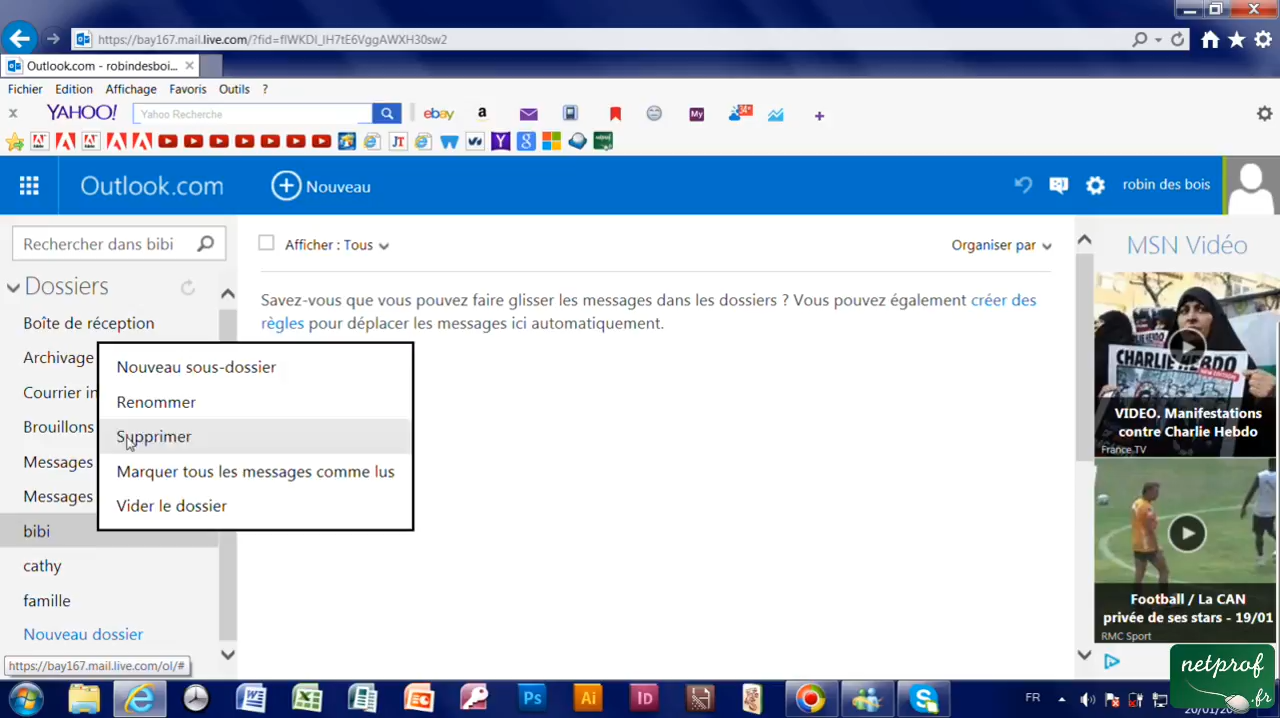 https://bay167.mail.live.com/?fid=flWKDi_lH7tE6VggAWXH30sw2
Outlook.com - robindesboi...
Fichier Edition Affichage Favoris Outils ?
YAHOO! Yahoo Recherche ebay a My
JT
Outlook.com Nouveau robin des bois
Rechercher dans bibi
Afficher : Tous
Organiser par
MSN Vidéo
Dossiers
Boîte de réception
Archivage
Courrier in
Brouillons
Messages
Messages
bibi
cathy
famille
Nouveau dossier
Savez-vous que vous pouvez faire glisser les messages dans les dossiers ? Vous pouvez également créer des
règles pour déplacer les messages ici automatiquement.
Nouveau sous-dossier
Renommer
Supprimer
Marquer tous les messages comme lus
Vider le dossier
CHARLIE HEBDO
VIDEO. Manifestations
contre Charlie Hebdo
France TV
Football / La CAN
privée de ses stars - 19/01
RMC Sport
https://bay167.mail.live.com/ol/#
Ps Ai Id
FR
netprof
.fr